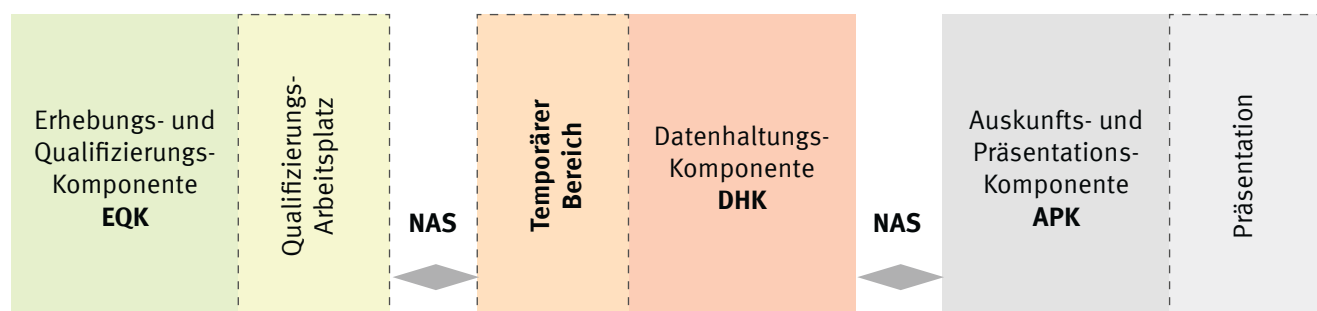 Erhebungs- und
Qualifizierungs-
Komponente
EQK
Qualifizierungs-
Arbeitsplatz
NAS
Temporärer
Bereich
Datenhaltungs-
Komponente
DHK
NAS
Auskunfts- und
Präsentations-
Komponente
APK
Präsentation